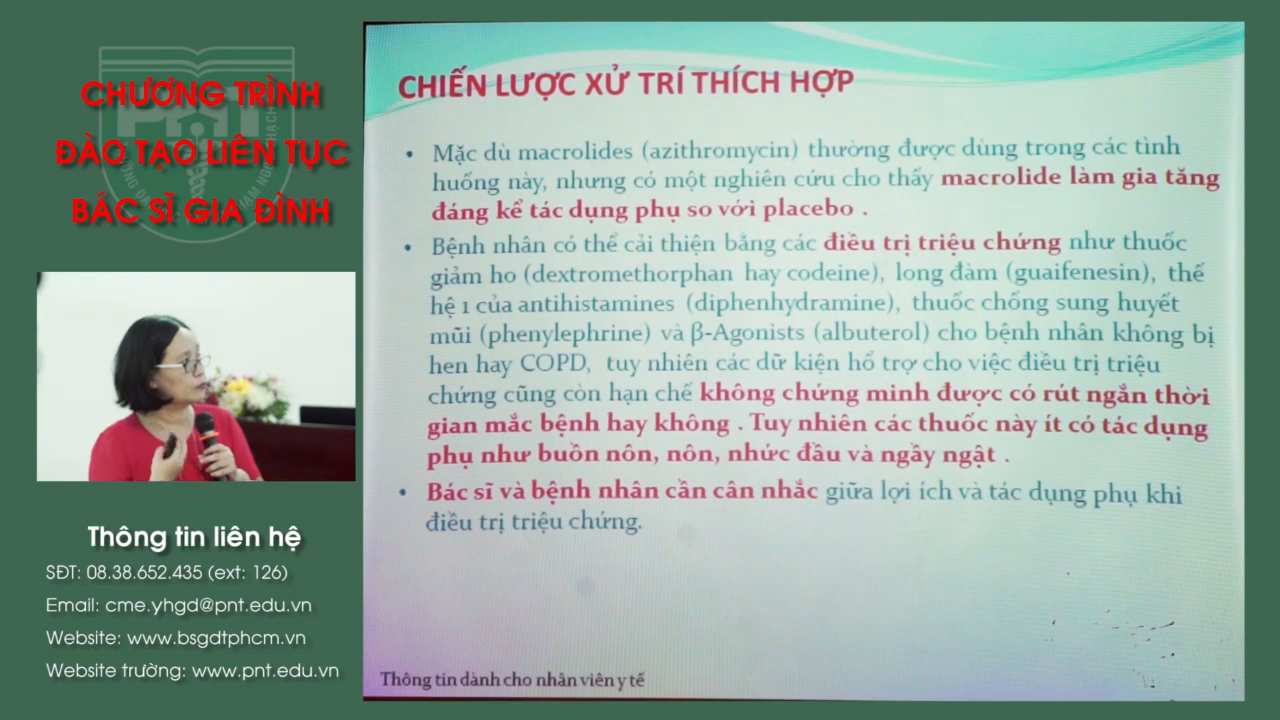 CHƯƠNG TRÌNH
ĐÀO TẠO LIÊN TỤC
BÁC SĨ GIA ĐÌNH
PNT
Thông tin liên hệ
SĐT: 08.38.652.435 (ext: 126)
Email: cme.yhgd@pnt.edu.vn
Website: www.bsgdtphcm.vn
Website trường: www.pnt.edu.vn
CHIẾN LƯỢC XỬ TRÍ THÍCH HỢP
• Mặc dù macrolides (azithromycin) thường được dùng trong các tình
huống này, nhưng có một nghiên cứu cho thấy macrolide làm gia tăng
đáng kể tác dụng phụ so với placebo .
• Bệnh nhân có thể cải thiện bằng các điều trị triệu chứng như thuốc
giảm ho (dextromethorphan hay codeine), long đàm (guaifenesin), thế
hệ 1 của antihistamines (diphenhydramine), thuốc chống sung huyết
mũi (phenylephrine) và β-Agonists (albuterol) cho bệnh nhân không bị
hen hay COPD, tuy nhiên các dữ kiện hổ trợ cho việc điều trị triệu
chứng cũng còn hạn chế không chứng minh được có rút ngắn thời
gian mắc bệnh hay không . Tuy nhiên các thuốc này ít có tác dụng
phụ như buồn nôn, nôn, nhức đầu và ngầy ngật .
• Bác sĩ và bệnh nhân cần cân nhắc giữa lợi ích và tác dụng phụ khi
điều trị triệu chứng.
Thông tin dành cho nhân viên y tế